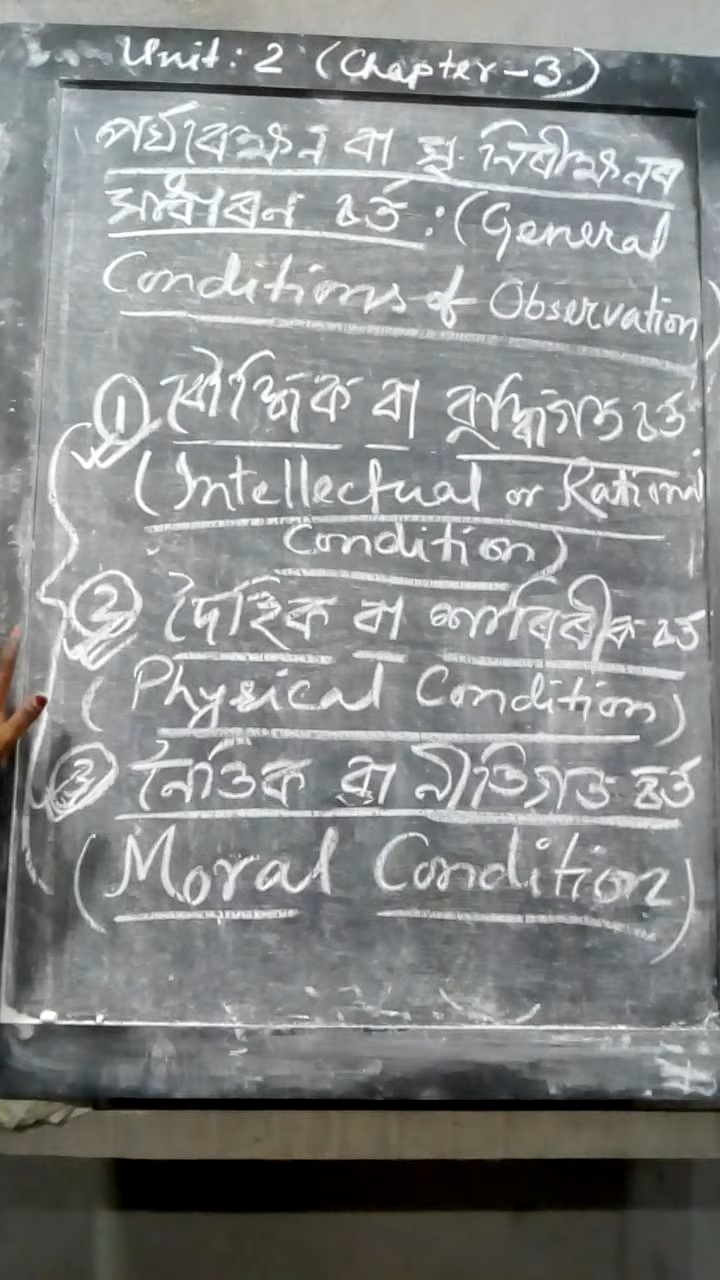 Unit: 2 (Chapter-3)
পৰ্যবেক্ষন বা সু-নিৰীক্ষনৰ
সাধাৰন চৰ্ত : (General
Conditions of Observation)
① বৌদ্ধিক বা বুদ্ধিগত চৰ্ত
(Intellectual or Rational
Condition)
② দৈহিক বা শাৰিৰীক চৰ্ত
(Physical Condition)
③ নৈতিক বা নীতিগত চৰ্ত
(Moral Condition)